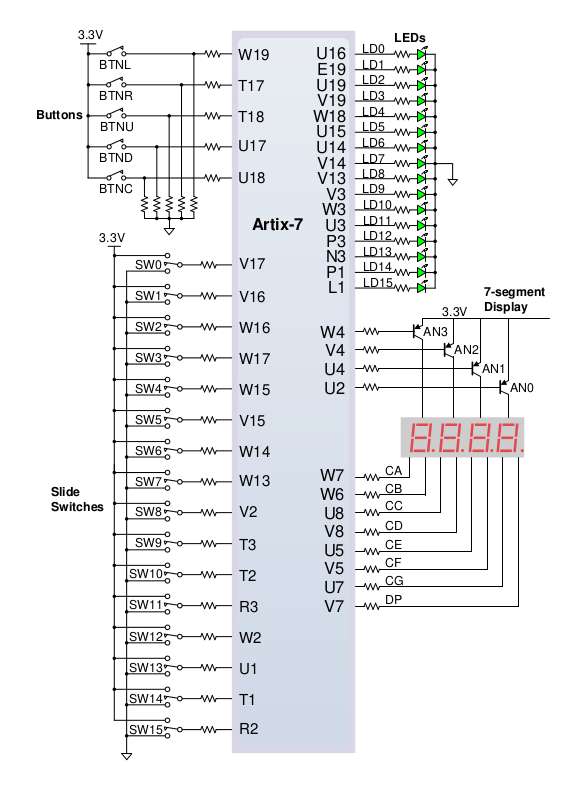 3.3V
BTNL
BTNR
BTNU
BTND
BTNC
Buttons
W19
T17
T18
U17
U18
Artix-7
LEDs
U16 LD0
E19 LD1
U19 LD2
V19 LD3
W18 LD4
U15 LD5
U14 LD6
V14 LD7
V13 LD8
V3 LD9
W3 LD10
U3 LD11
P3 LD12
N3 LD13
P1 LD14
L1 LD15
3.3V
Slide
Switches
SW0 V17
SW1 V16
SW2 W16
SW3 W17
SW4 W15
SW5 V15
SW6 W14
SW7 W13
SW8 V2
SW9 T3
SW10 T2
SW11 R3
SW12 W2
SW13 U1
SW14 T1
SW15 R2
7-segment
Display
3.3V
W4 AN3
V4 AN2
U4 AN1
U2 AN0
8.8.8.8.
W7 CA
W6 CB
U8 CC
V8 CD
U5 CE
V5 CF
U7 CG
V7 DP